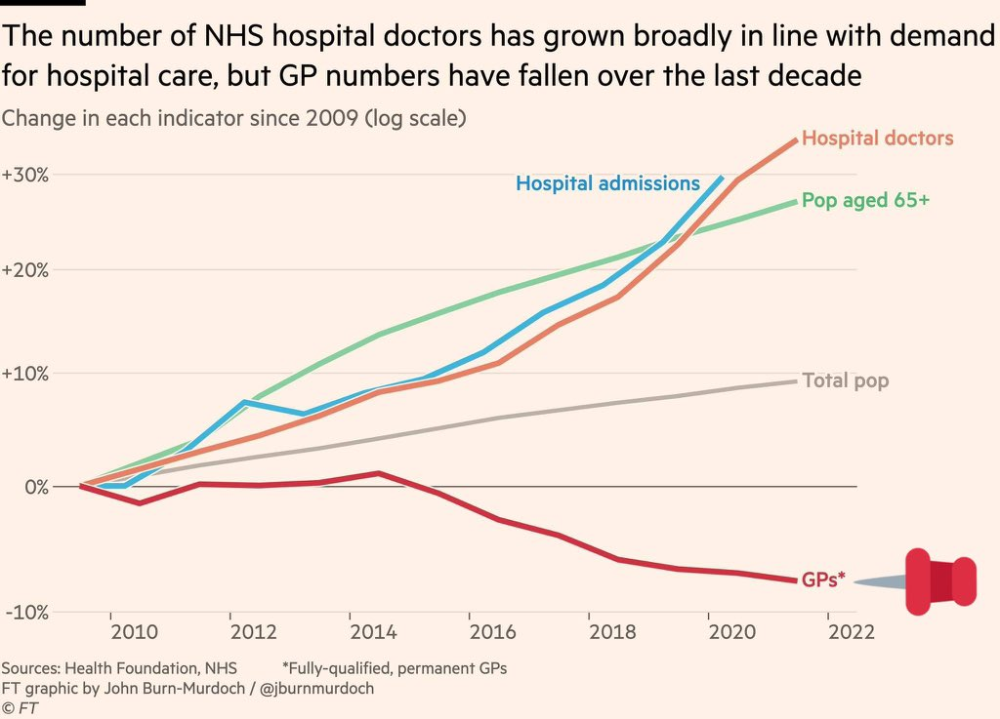 The number of NHS hospital doctors has grown broadly in line with demand
for hospital care, but GP numbers have fallen over the last decade
Change in each indicator since 2009 (log scale)
Hospital doctors
+30%
Hospital admissions
Pop aged 65+
+20%
+10%
Total pop
0%
GPs*
-10%
2010 2012 2014 2016 2018 2020 2022
Sources: Health Foundation, NHS *Fully-qualified, permanent GPs
FT graphic by John Burn-Murdoch / @jburnmurdoch
© FT